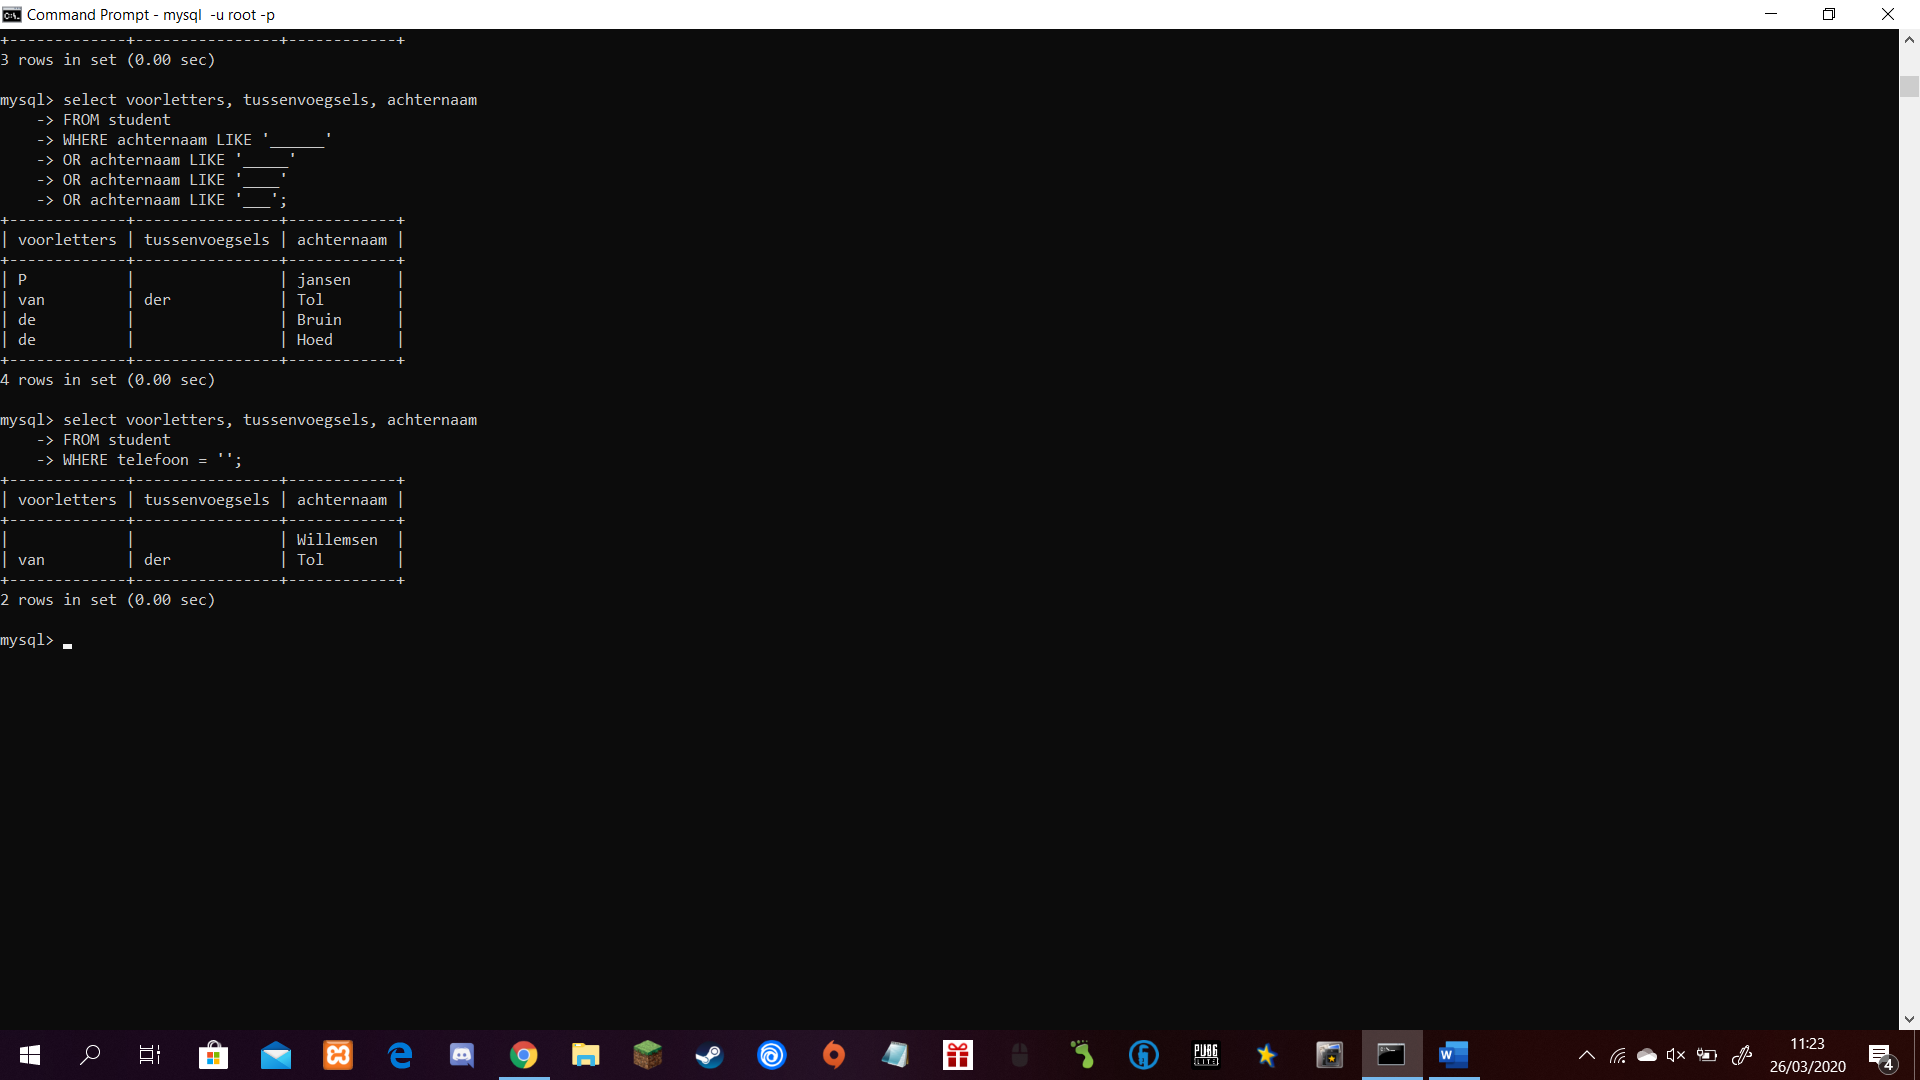 Command Prompt - mysql -u root -p
+-------------+----------------+------------+
3 rows in set (0.00 sec)
mysql> select voorletters, tussenvoegsels, achternaam
    -> FROM student
    -> WHERE achternaam LIKE '______'
    -> OR achternaam LIKE '_____'
    -> OR achternaam LIKE '____'
    -> OR achternaam LIKE '___';
+-------------+----------------+------------+
| voorletters | tussenvoegsels | achternaam |
+-------------+----------------+------------+
| P           |                | jansen     |
| van         | der            | Tol        |
| de          |                | Bruin      |
| de          |                | Hoed       |
+-------------+----------------+------------+
4 rows in set (0.00 sec)
mysql> select voorletters, tussenvoegsels, achternaam
    -> FROM student
    -> WHERE telefoon = '';
+-------------+----------------+------------+
| voorletters | tussenvoegsels | achternaam |
+-------------+----------------+------------+
|             |                | Willemsen  |
| van         | der            | Tol        |
+-------------+----------------+------------+
2 rows in set (0.00 sec)
mysql>
PUBG
LITE
W
11:23
26/03/2020
4